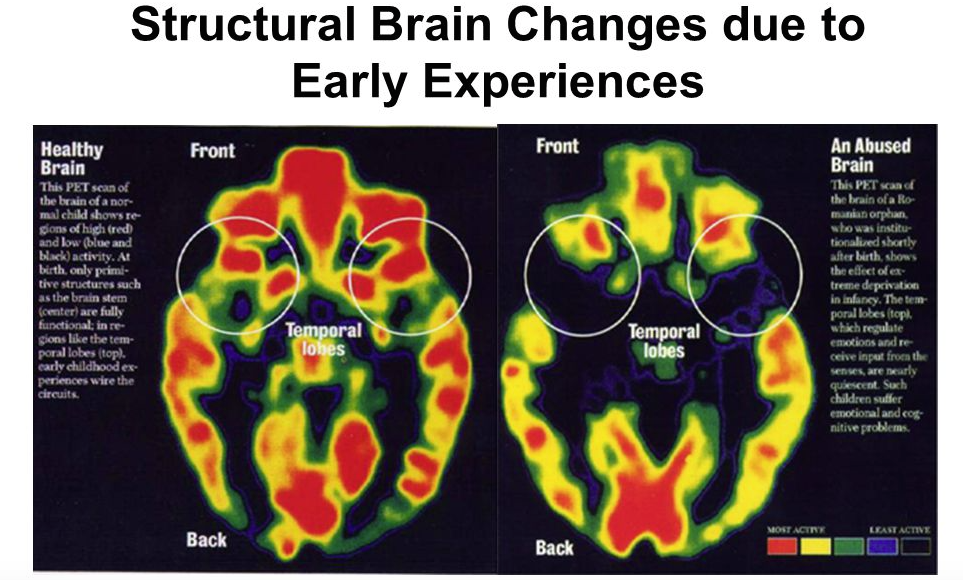 Structural Brain Changes due to
Early Experiences
Healthy
Brain
This PET scan of
the brain of a nor-
mal child shows re-
gions of high (red)
and low (blue and
black) activity. At
birth, only primi-
tive structures such
as the brain stem
(center) are fully
functional; in re-
gions like the tem-
poral lobes (top),
early childhood ex-
periences wire the
circuits.
Front
Temporal
lobes
Back
Front
Temporal
lobes
Back
An Abused
Brain
This PET scan of
the brain of a Ro-
manian orphan,
who was institu-
tionalized shortly
after birth, shows
the effect of ex-
treme deprivation
in infancy. The tem-
poral lobes (top),
which regulate
emotions and re-
ceive input from the
senses, are nearly
quiescent. Such
children suffer
emotional and cog-
nitive problems.
MOST ACTIVE LEAST ACTIVE